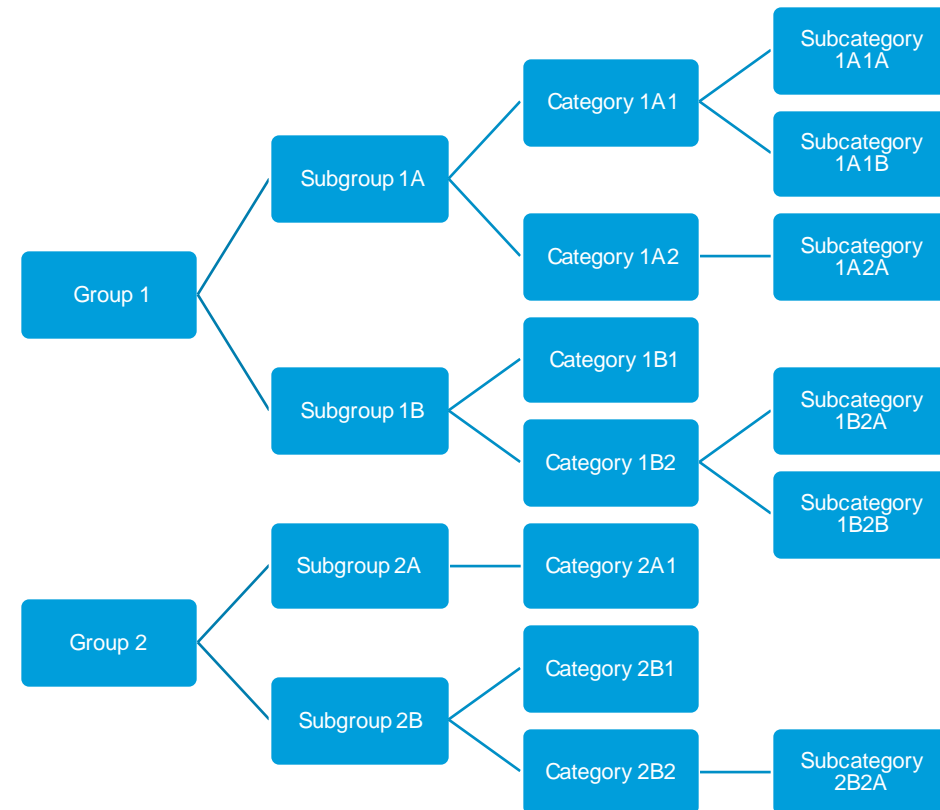 Group 1
Subgroup 1A
Category 1A1
Subcategory
1A1A
Subcategory
1A1B
Category 1A2
Subcategory
1A2A
Subgroup 1B
Category 1B1
Category 1B2
Subcategory
1B2A
Subcategory
1B2B
Group 2
Subgroup 2A
Category 2A1
Subgroup 2B
Category 2B1
Category 2B2
Subcategory
2B2A